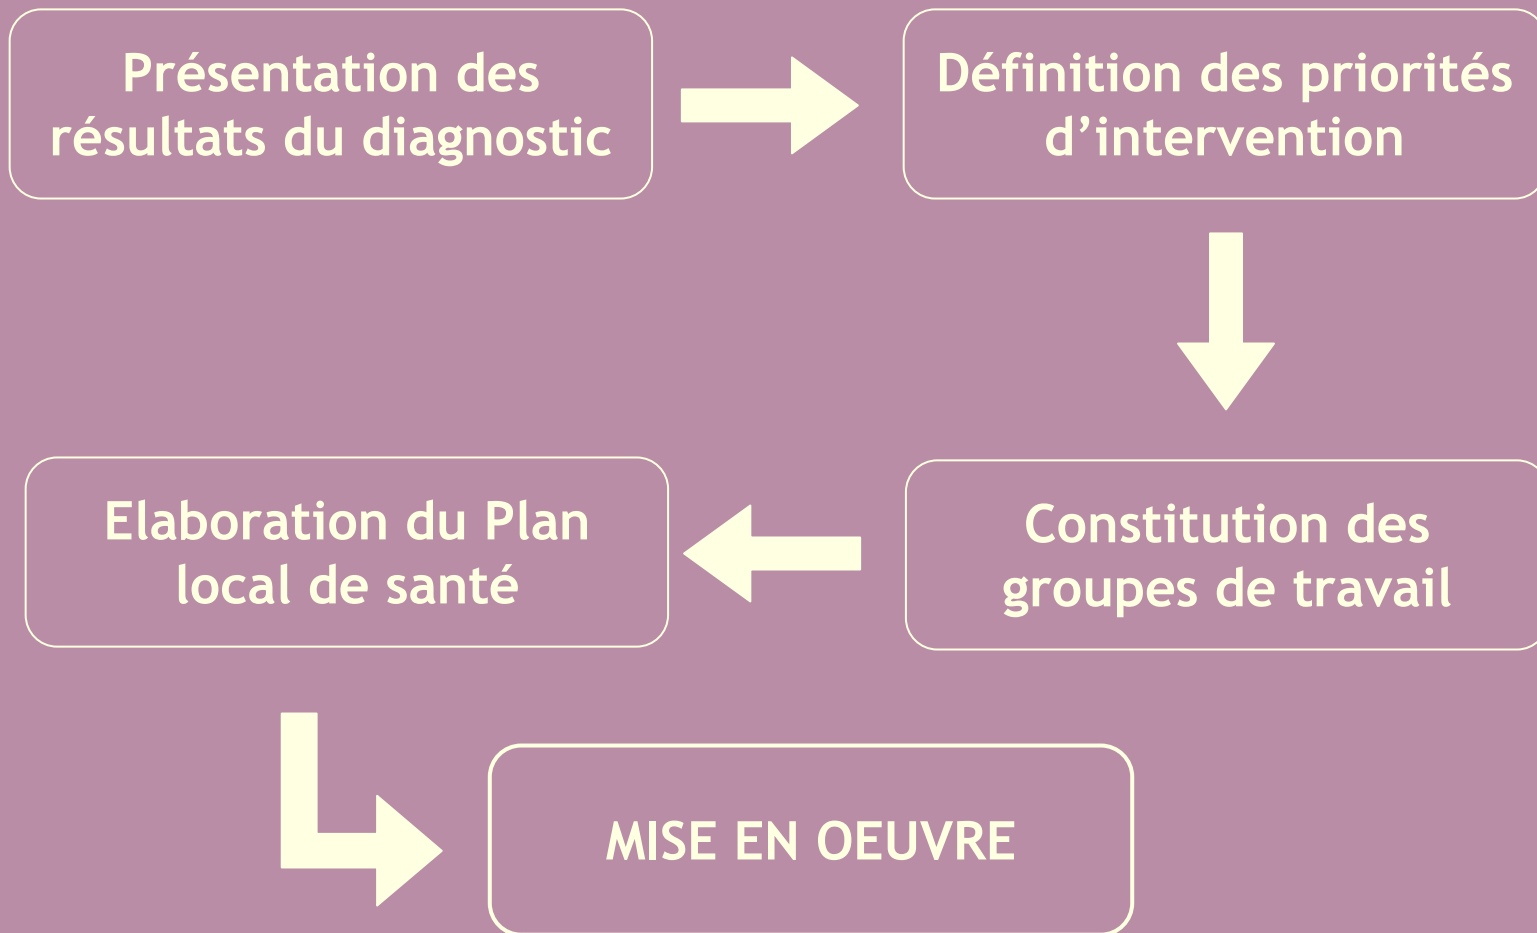 Présentation des
résultats du diagnostic
Définition des priorités
d’intervention
Constitution des
groupes de travail
Elaboration du Plan
local de santé
MISE EN OEUVRE